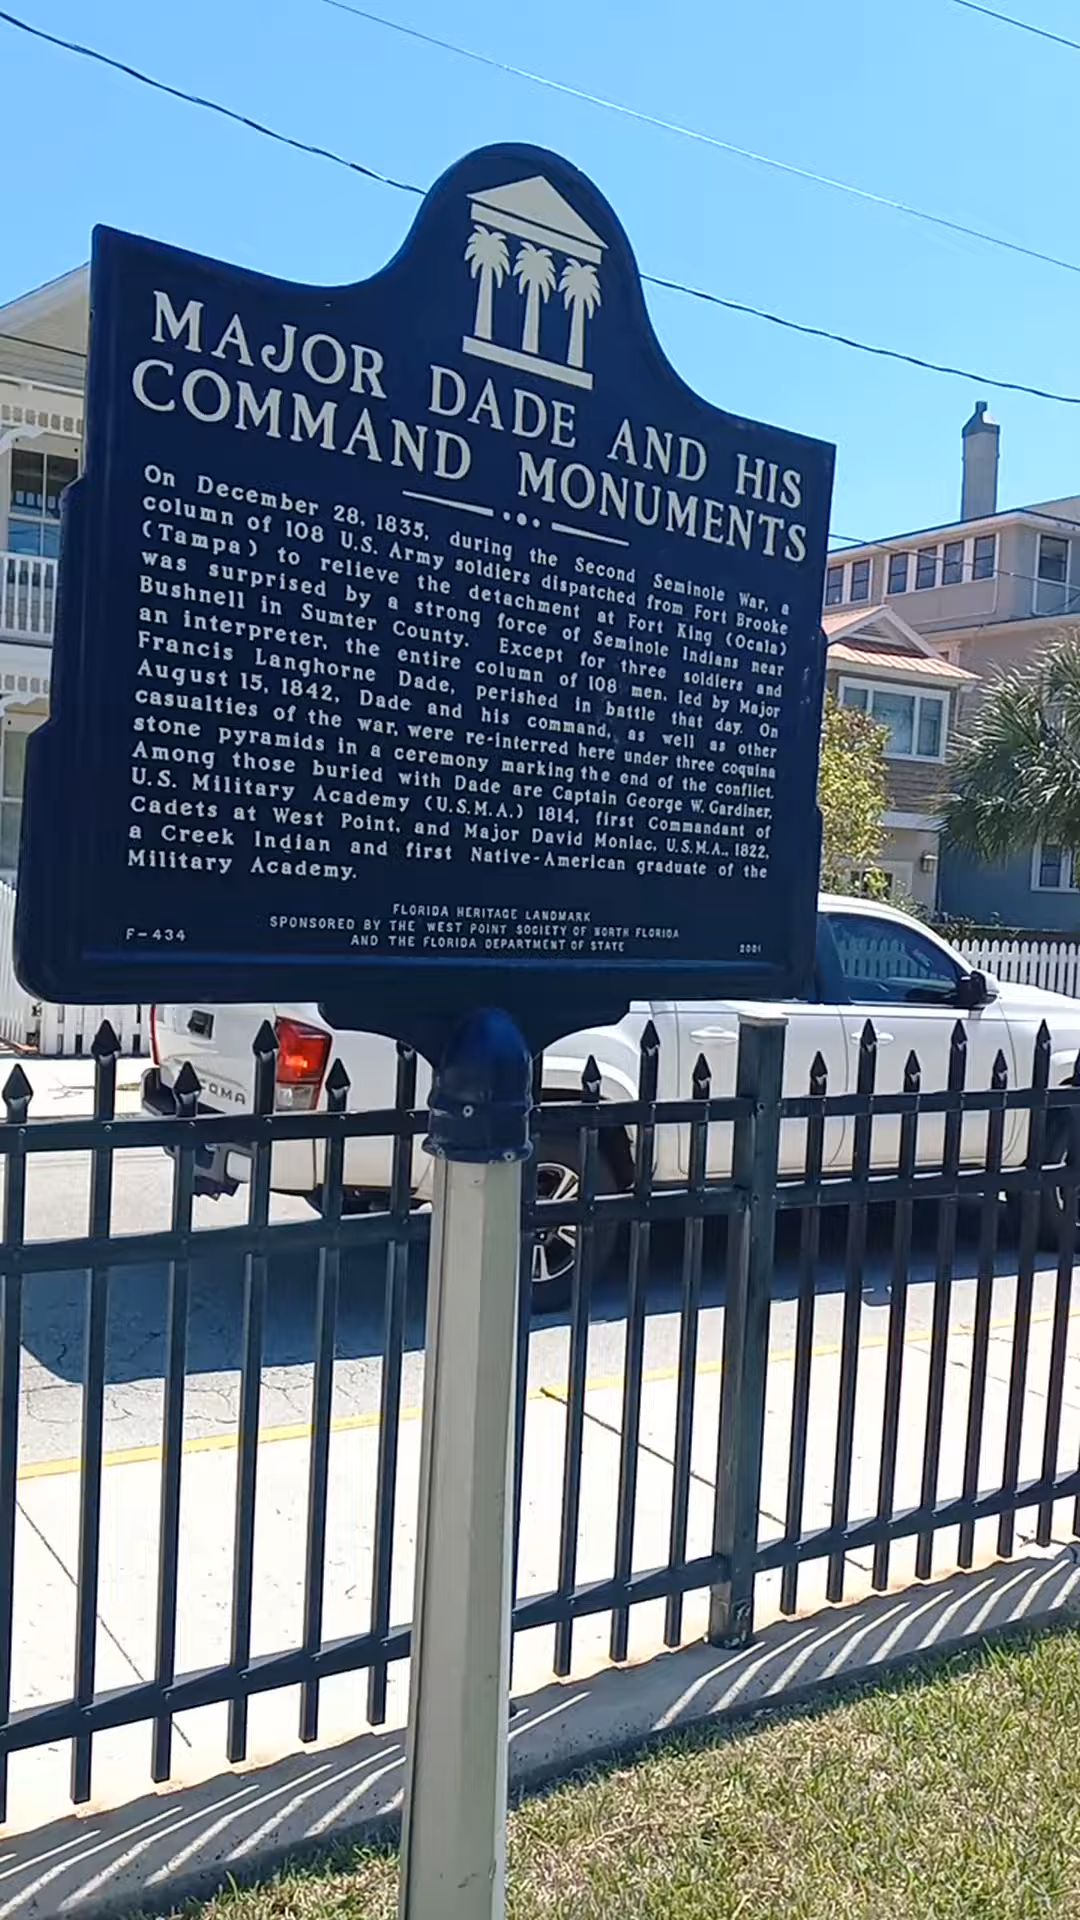 MAJOR DADE AND HIS
COMMAND MONUMENTS
On December 28, 1835, during the Second Seminole War, a
column of 108 U.S. Army soldiers dispatched from Fort Brooke
(Tampa) to relieve the detachment at Fort King (Ocala)
was surprised by a strong force of Seminole Indians near
Bushnell in Sumter County. Except for three soldiers and
an interpreter, the entire column of 108 men, led by Major
Francis Langhorne Dade, perished in battle that day. On
August 15, 1842, Dade and his command, as well as other
casualties of the war, were re-interred here under three coquina
stone pyramids in a ceremony marking the end of the conflict.
Among those buried with Dade are Captain George W. Gardiner,
U.S. Military Academy (U.S.M.A.) 1814, first Commandant of
Cadets at West Point, and Major David Moniac, U.S.M.A., 1822,
a Creek Indian and first Native-American graduate of the
Military Academy.
FLORIDA HERITAGE LANDMARK
SPONSORED BY THE WEST POINT SOCIETY OF NORTH FLORIDA
F-434 AND THE FLORIDA DEPARTMENT OF STATE 2001